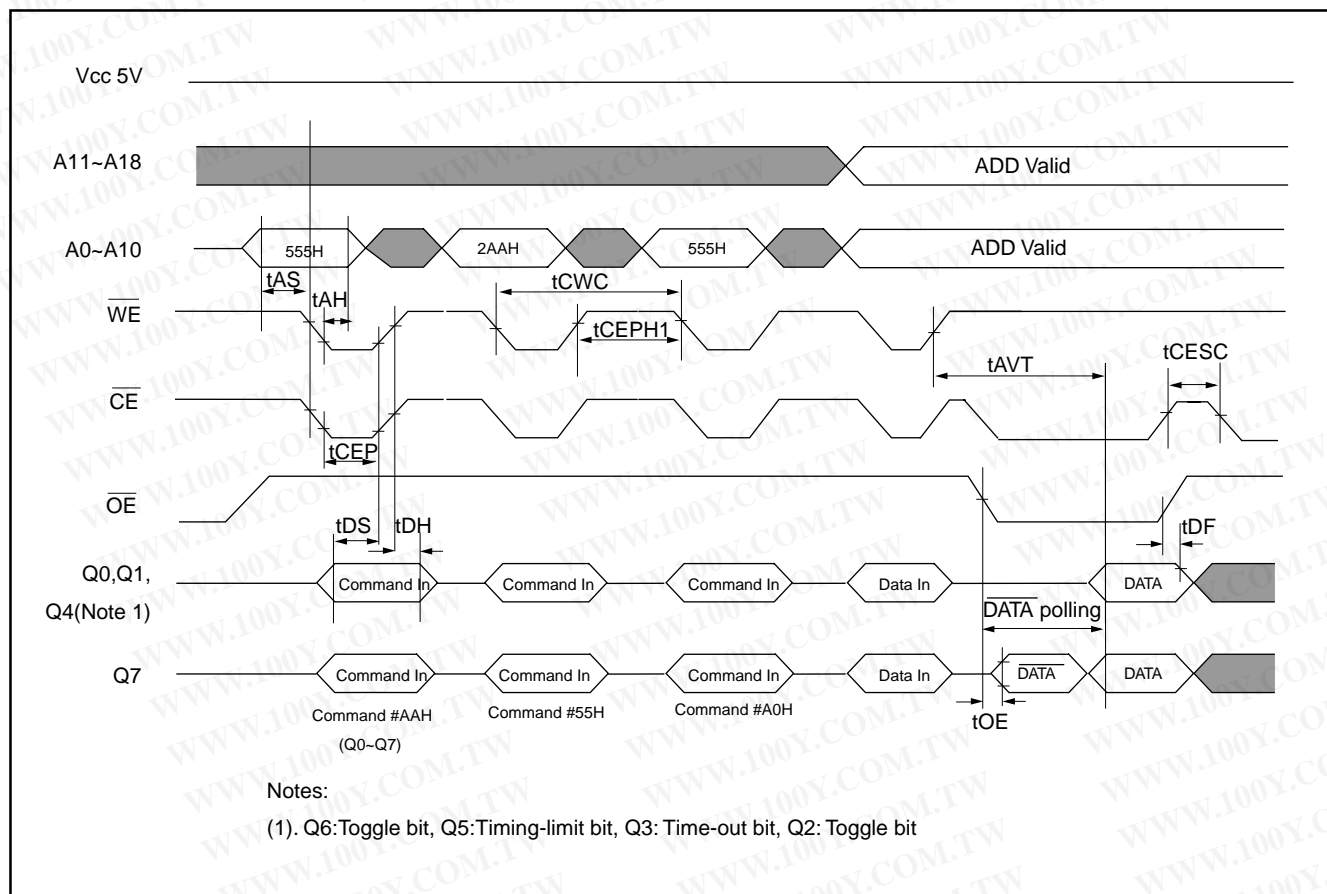 Vcc 5V
A11~A18
ADD Valid
A0~A10
555H
2AAH
555H
ADD Valid
tAS
tAH
tCWC
WE
tCEPH1
tAVT
tCESC
CE
tCEP
OE
tDS
tDH
tDF
Q0,Q1,
Q4(Note 1)
Command In
Command In
Command In
Data In
DATA
DATA polling
Q7
Command In
Command In
Command In
Data In
DATA
DATA
tOE
Command #AAH
Command #55H
Command #A0H
(Q0~Q7)
Notes:
(1). Q6:Toggle bit, Q5:Timing-limit bit, Q3: Time-out bit, Q2: Toggle bit
WWW.100Y.COM.TW